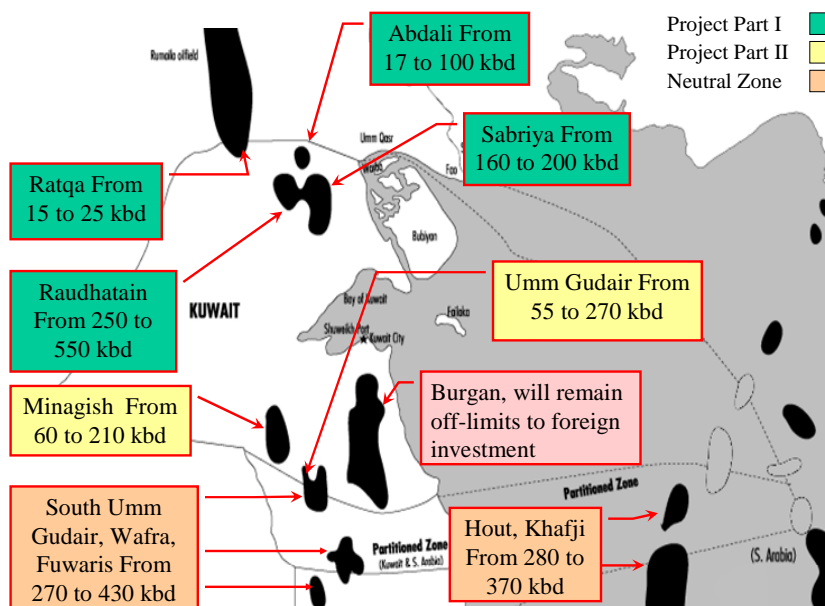 Project Part I
Project Part II
Neutral Zone
Abdali From
17 to 100 kbd
Rumaila oilfield
Umm Qasr
Sabriya From
160 to 200 kbd
Warba
Fao
Ratqa From
15 to 25 kbd
Bubiyan
Raudhatain
From 250 to
550 kbd
KUWAIT
Umm Gudair From
55 to 270 kbd
Bay of Kuwait
Failaka
Shuweikh Port
Kuwait City
Minagish From
60 to 210 kbd
Burgan, will remain
off-limits to foreign
investment
South Umm
Gudair, Wafra,
Fuwaris From
270 to 430 kbd
Partitioned Zone
Partitioned Zone
(Kuwait & S. Arabia)
Hout, Khafji
From 280 to
370 kbd
(S. Arabia)